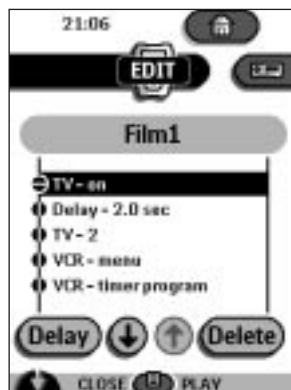 21:06
EDIT
Film1
TV - on
Delay - 2.0 sec
TV - 2
VCR - menu
VCR - timer program
Delay
Delete
CLOSE
PLAY